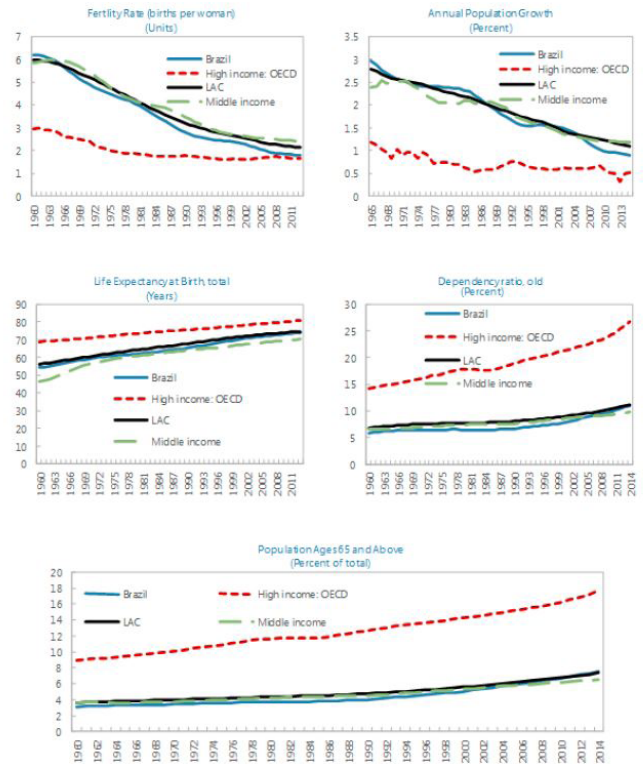 Fertlity Rate (births per woman)
(Units)
7
6
5
4
3
2
1
0
Brazil
High income: OECD
LAC
Middle income
1960 1963 1966 1969 1972 1975 1978 1981 1984 1987 1990 1993 1996 1999 2002 2005 2008 2011
Annual Population Growth
(Percent)
3.5
3
2.5
2
1.5
1
0.5
0
Brazil
High income: OECD
LAC
Middle income
1965 1968 1971 1974 1977 1980 1983 1986 1989 1992 1995 1998 2001 2004 2007 2010 2013
Life Expectancy at Birth, total
(Years)
90
80
70
60
50
40
30
20
10
0
Brazil
High income: OECD
LAC
Middle income
1960 1963 1966 1969 1972 1975 1978 1981 1984 1987 1990 1993 1996 1999 2002 2005 2008 2011
Dependency ratio, old
(Percent)
30
25
20
15
10
5
0
Brazil
High income: OECD
LAC
Middle income
1960 1963 1966 1969 1972 1975 1978 1981 1984 1987 1990 1993 1996 1999 2002 2005 2008 2011 2014
Population Ages 65 and Above
(Percent of total)
20
18
16
14
12
10
8
6
4
2
0
Brazil
High income: OECD
LAC
Middle income
1960 1962 1964 1966 1968 1970 1972 1974 1976 1978 1980 1982 1984 1986 1988 1990 1992 1994 1996 1998 2000 2002 2004 2006 2008 2010 2012 2014